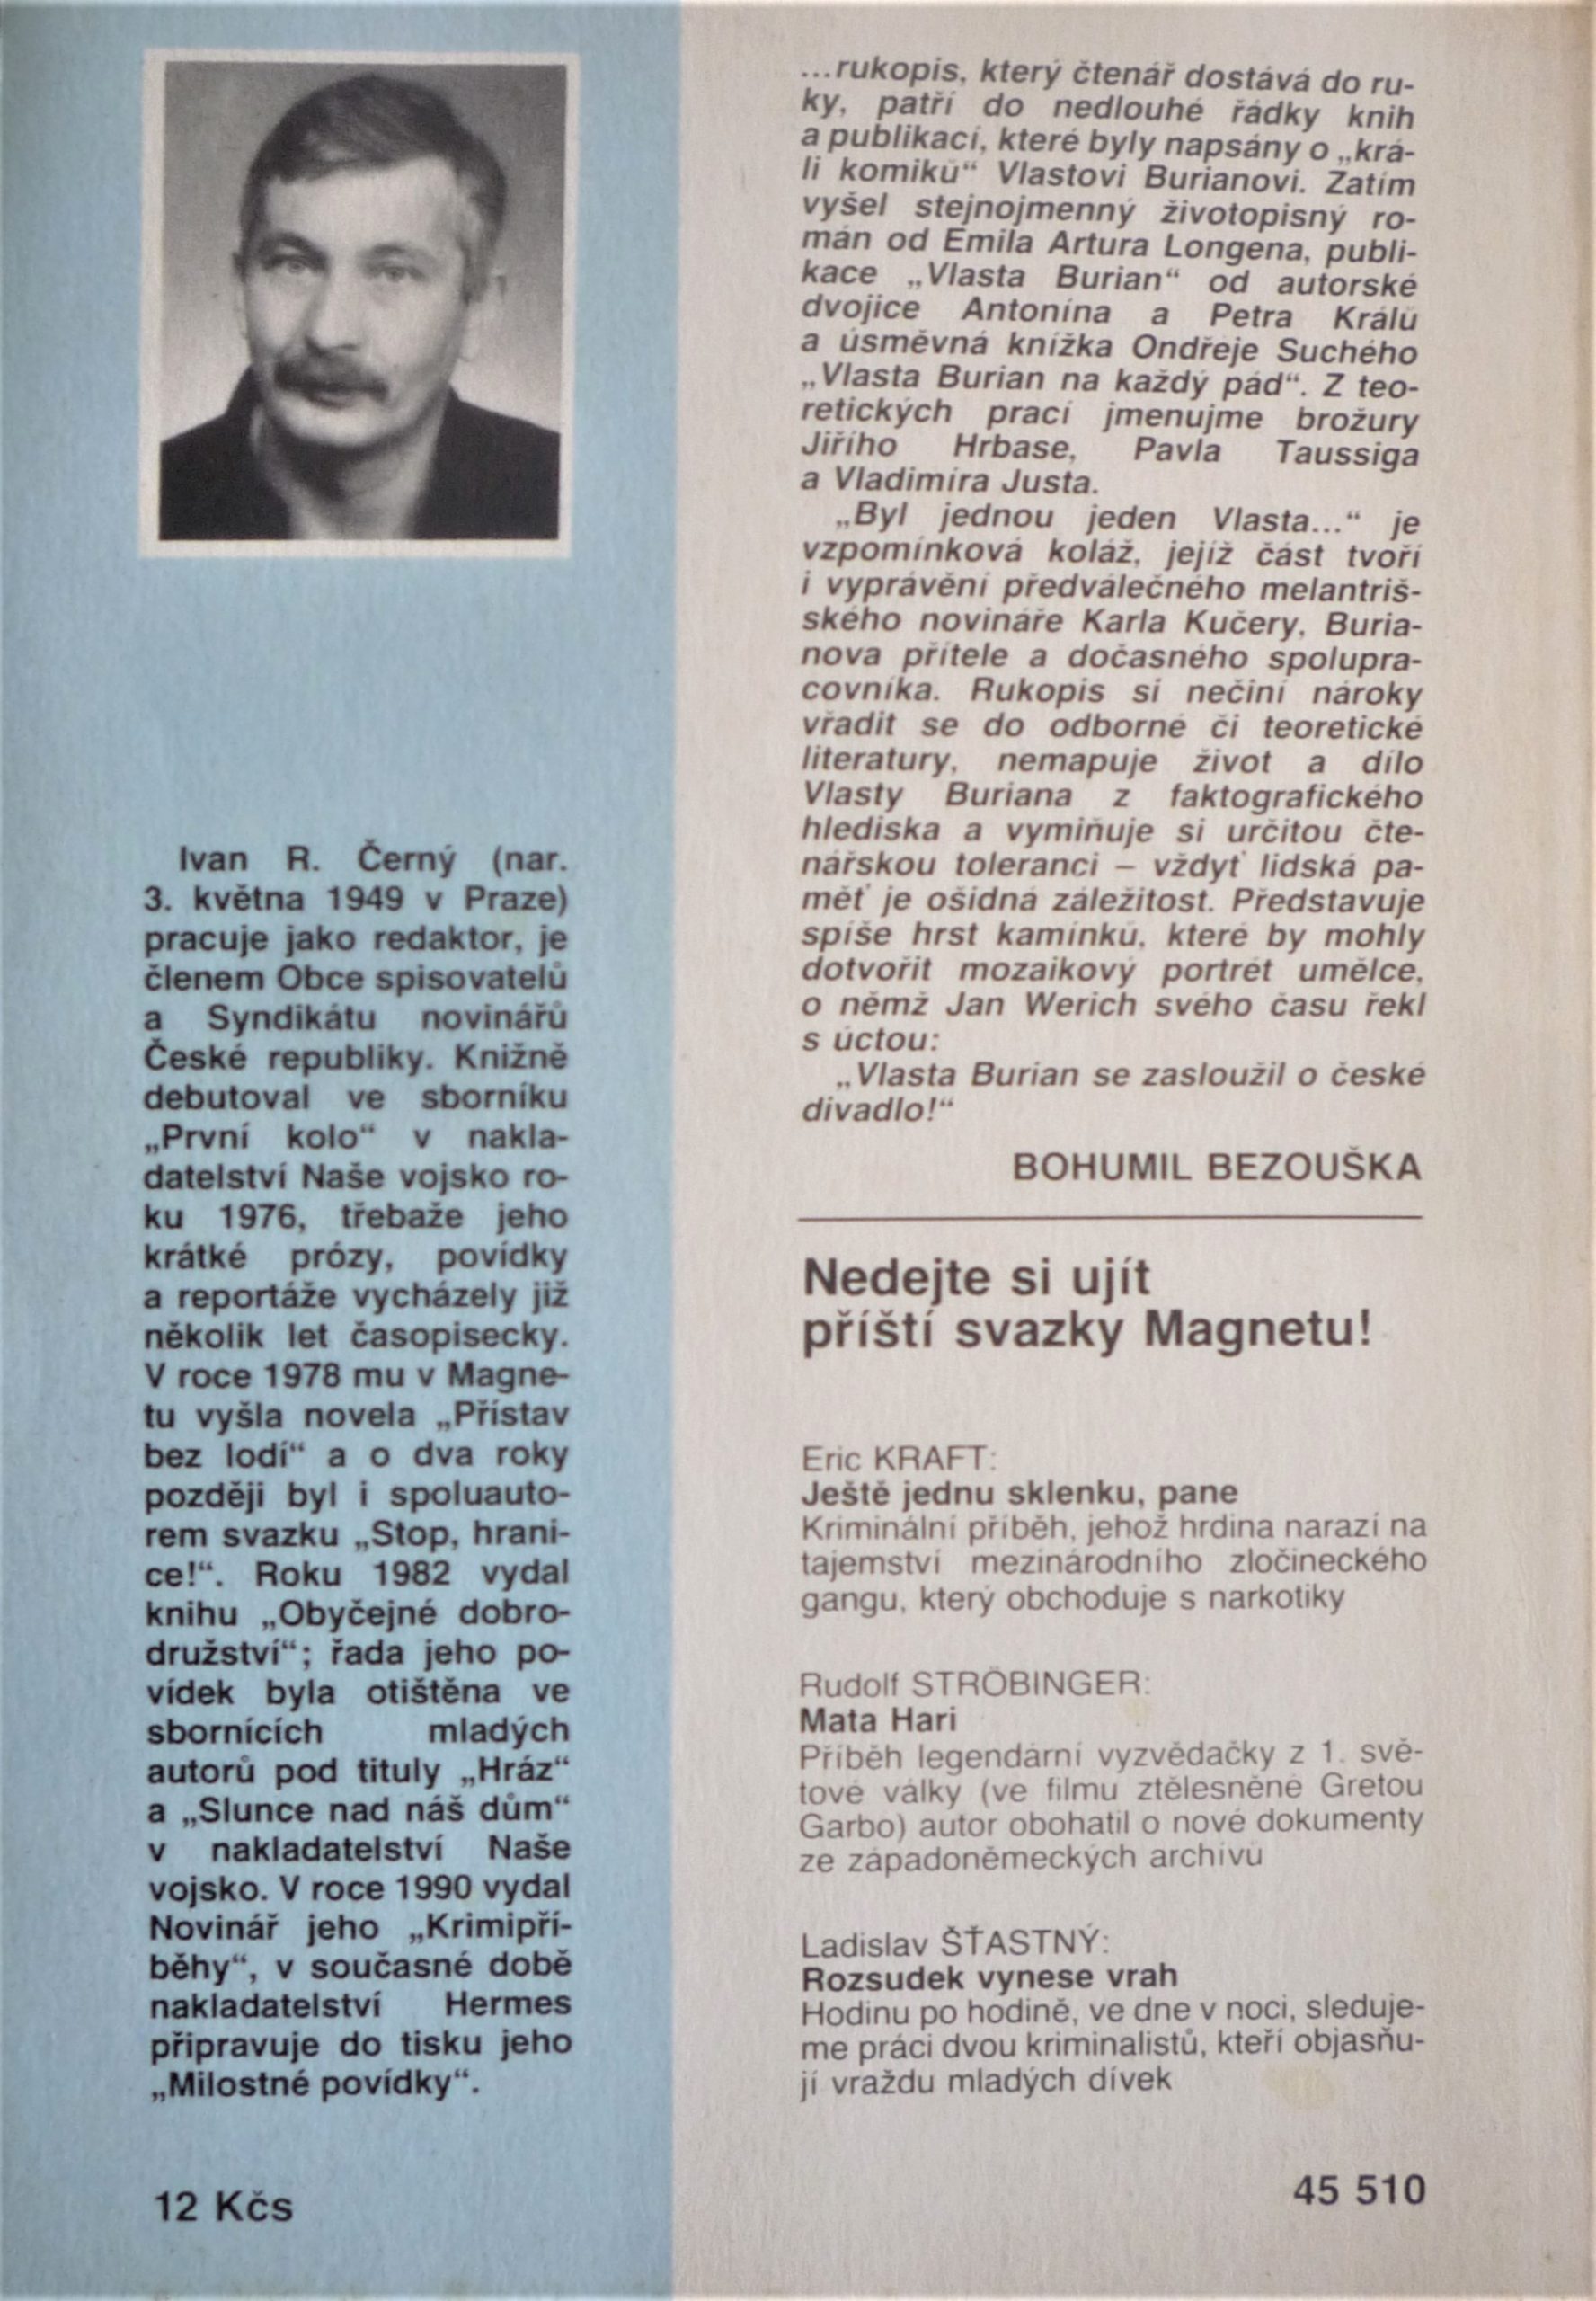 Ivan R. Černý (nar.
3. května 1949 v Praze)
pracuje jako redaktor, je
členem Obce spisovatelů
a Syndikátu novinářů
České republiky. Knižně
debutoval ve sborníku
„První kolo“ v nakla-
datelství Naše vojsko ro-
ku 1976, třebaže jeho
krátké prózy, povídky
a reportáže vycházely již
několik let časopisecky.
V roce 1978 mu v Magne-
tu vyšla novela „Přístav
bez lodí“ a o dva roky
později byl i spoluauto-
rem svazku „Stop, hrani-
ce!“. Roku 1982 vydal
knihu „Obyčejné dobro-
družství“; řada jeho po-
vídek byla otištěna ve
sbornících mladých
autorů pod tituly „Hráz“
a „Slunce nad náš dům“
v nakladatelství Naše
vojsko. V roce 1990 vydal
Novinář jeho „Krimipří-
běhy“, v současné době
nakladatelství Hermes
připravuje do tisku jeho
„Milostné povídky“.
12 Kčs
...rukopis, který čtenář dostává do ru-
ky, patří do nedlouhé řádky knih
a publikací, které byly napsány o „krá-
li komiků“ Vlastovi Burianovi. Zatím
vyšel stejnojmenný životopisný ro-
mán od Emila Artura Longena, publi-
kace „Vlasta Burian“ od autorské
dvojice Antonína a Petra Králů
a úsměvná knížka Ondřeje Suchého
„Vlasta Burian na každý pád“. Z teo-
retických prací jmenujme brožury
Jiřího Hrbase, Pavla Taussiga
a Vladimíra Justa.
„Byl jednou jeden Vlasta...“ je
vzpomínková koláž, jejíž část tvoří
i vyprávění předválečného melantriš-
ského novináře Karla Kučery, Buria-
nova přítele a dočasného spolupra-
covníka. Rukopis si nečiní nároky
vřadit se do odborné či teoretické
literatury, nemapuje život a dílo
Vlasty Buriana z faktografického
hlediska a vymiňuje si určitou čte-
nářskou toleranci – vždyť lidská pa-
měť je ošidná záležitost. Představuje
spíše hrst kamínků, které by mohly
dotvořit mozaikový portrét umělce,
o němž Jan Werich svého času řekl
s úctou:
„Vlasta Burian se zasloužil o české
divadlo!“
BOHUMIL BEZOUŠKA
Nedejte si ujít
příští svazky Magnetu!
Eric KRAFT:
Ještě jednu sklenku, pane
Kriminální příběh, jehož hrdina narazí na
tajemství mezinárodního zločineckého
gangu, který obchoduje s narkotiky
Rudolf STRÖBINGER:
Mata Hari
Příběh legendární vyzvědačky z 1. svě-
tové války (ve filmu ztělesněné Gretou
Garbo) autor obohatil o nové dokumenty
ze západoněmeckých archivů
Ladislav ŠŤASTNÝ:
Rozsudek vynese vrah
Hodinu po hodině, ve dne v noci, sleduje-
me práci dvou kriminalistů, kteří objasňu-
jí vraždu mladých dívek
45 510